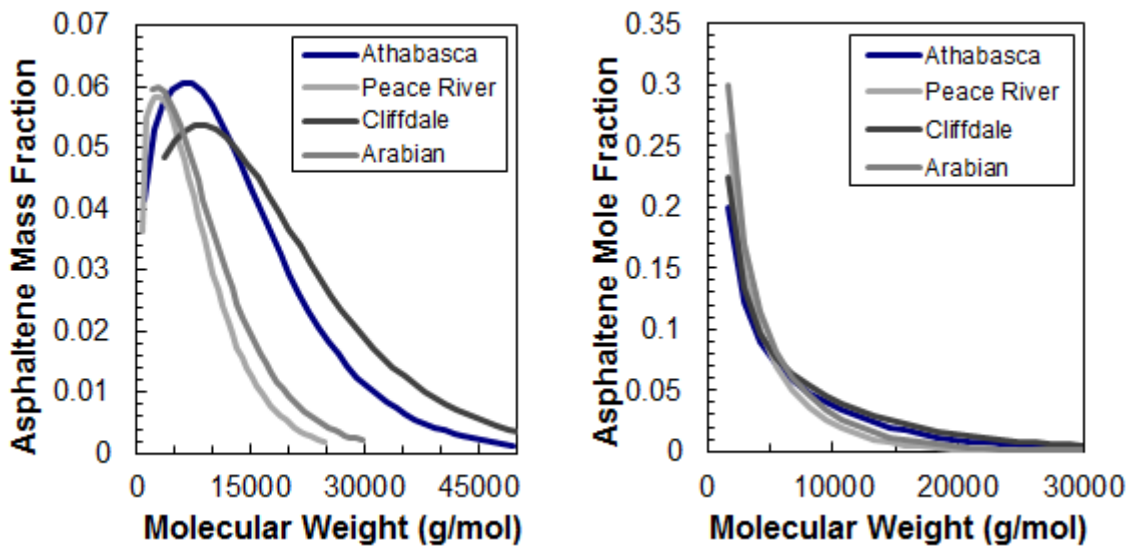 0.07
0.06
0.05
0.04
0.03
0.02
0.01
0
Asphaltene Mass Fraction
Athabasca
Peace River
Cliffdale
Arabian
0 15000 30000 45000
Molecular Weight (g/mol)
0.35
0.3
0.25
0.2
0.15
0.1
0.05
0
Asphaltene Mole Fraction
Athabasca
Peace River
Cliffdale
Arabian
0 10000 20000 30000
Molecular Weight (g/mol)